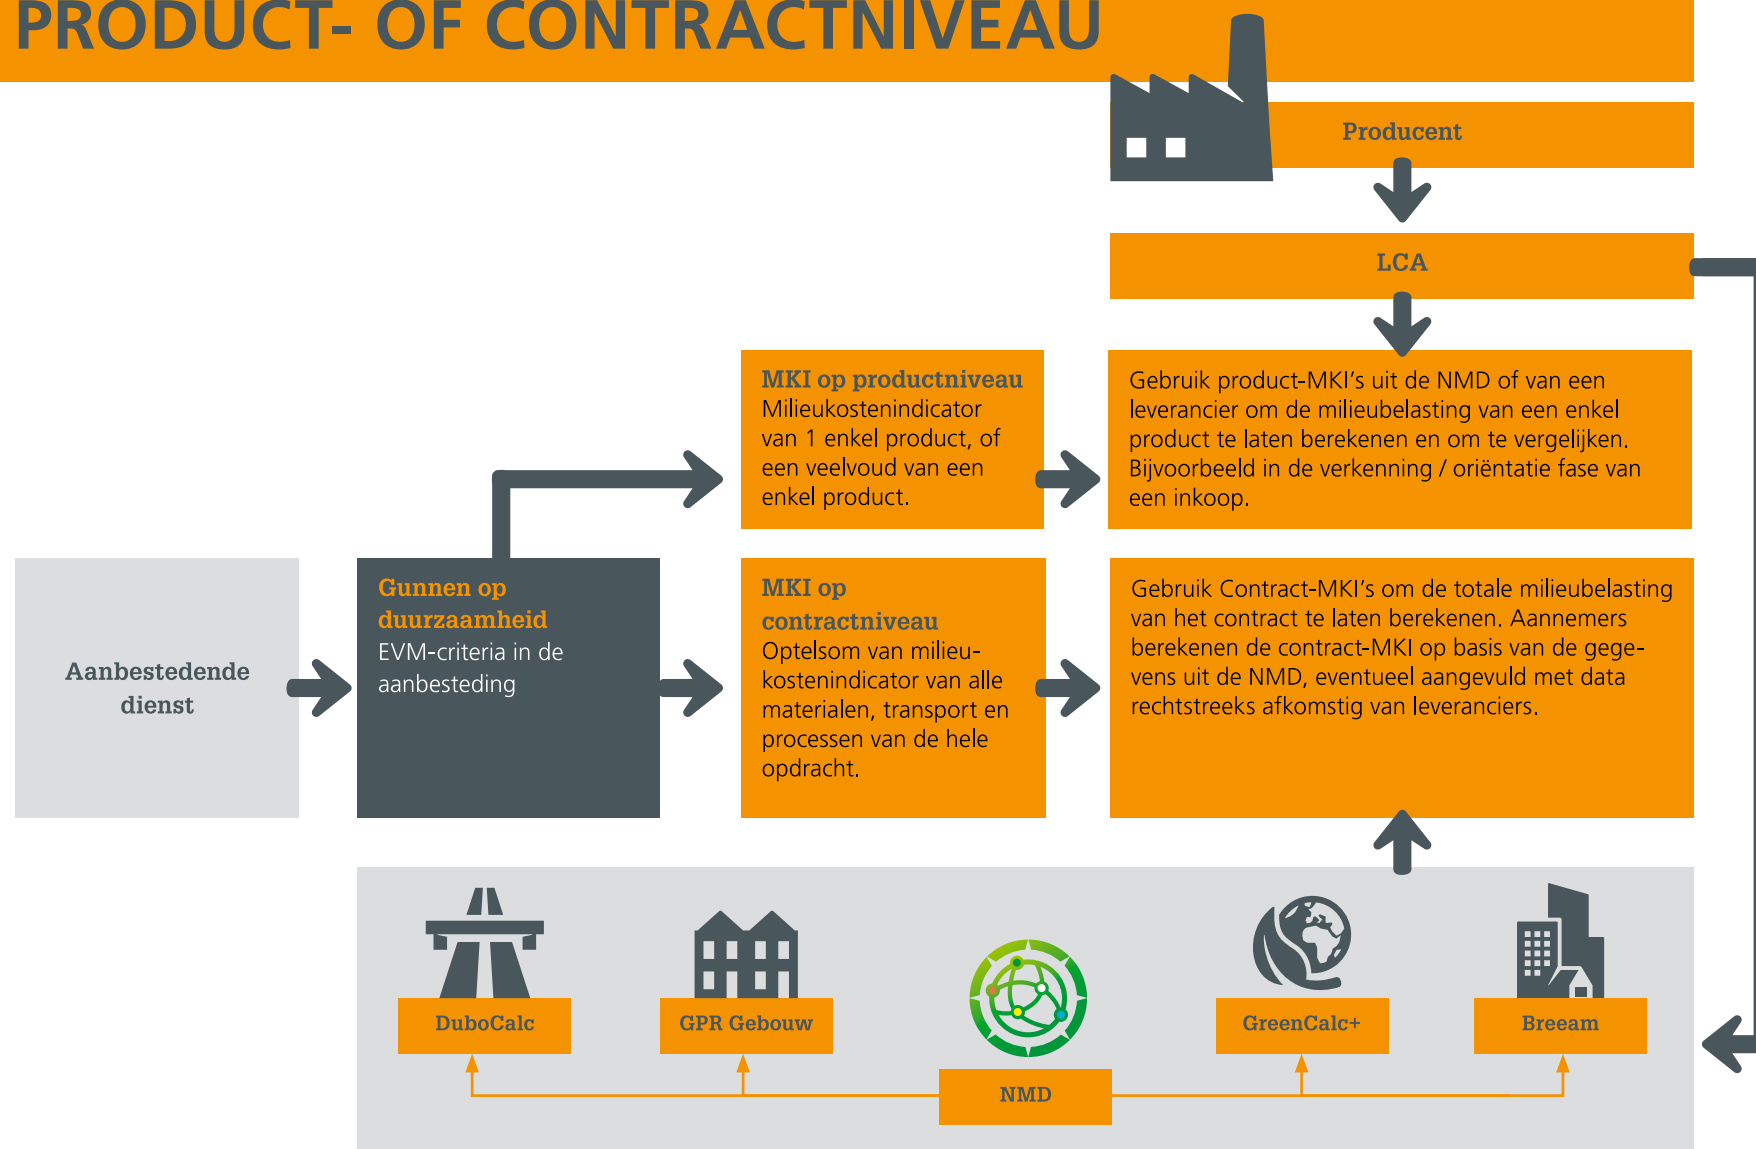 PRODUCT- OF CONTRACTNIVEAU
Producent
LCA
MKI op productniveau
Milieukostenindicator
van 1 enkel product, of
een veelvoud van een
enkel product.
Gebruik product-MKI's uit de NMD of van een
leverancier om de milieubelasting van een enkel
product te laten berekenen en om te vergelijken.
Bijvoorbeeld in de verkenning / oriëntatie fase van
een inkoop.
Aanbestedende
dienst
Gunnen op
duurzaamheid
EVM-criteria in de
aanbesteding
MKI op
contractniveau
Optelsom van milieu-
kostenindicator van alle
materialen, transport en
processen van de hele
opdracht.
Gebruik Contract-MKI's om de totale milieubelasting
van het contract te laten berekenen. Aannemers
berekenen de contract-MKI op basis van de gege-
vens uit de NMD, eventueel aangevuld met data
rechtstreeks afkomstig van leveranciers.
DuboCalc
GPR Gebouw
GreenCalc+
Breeam
NMD